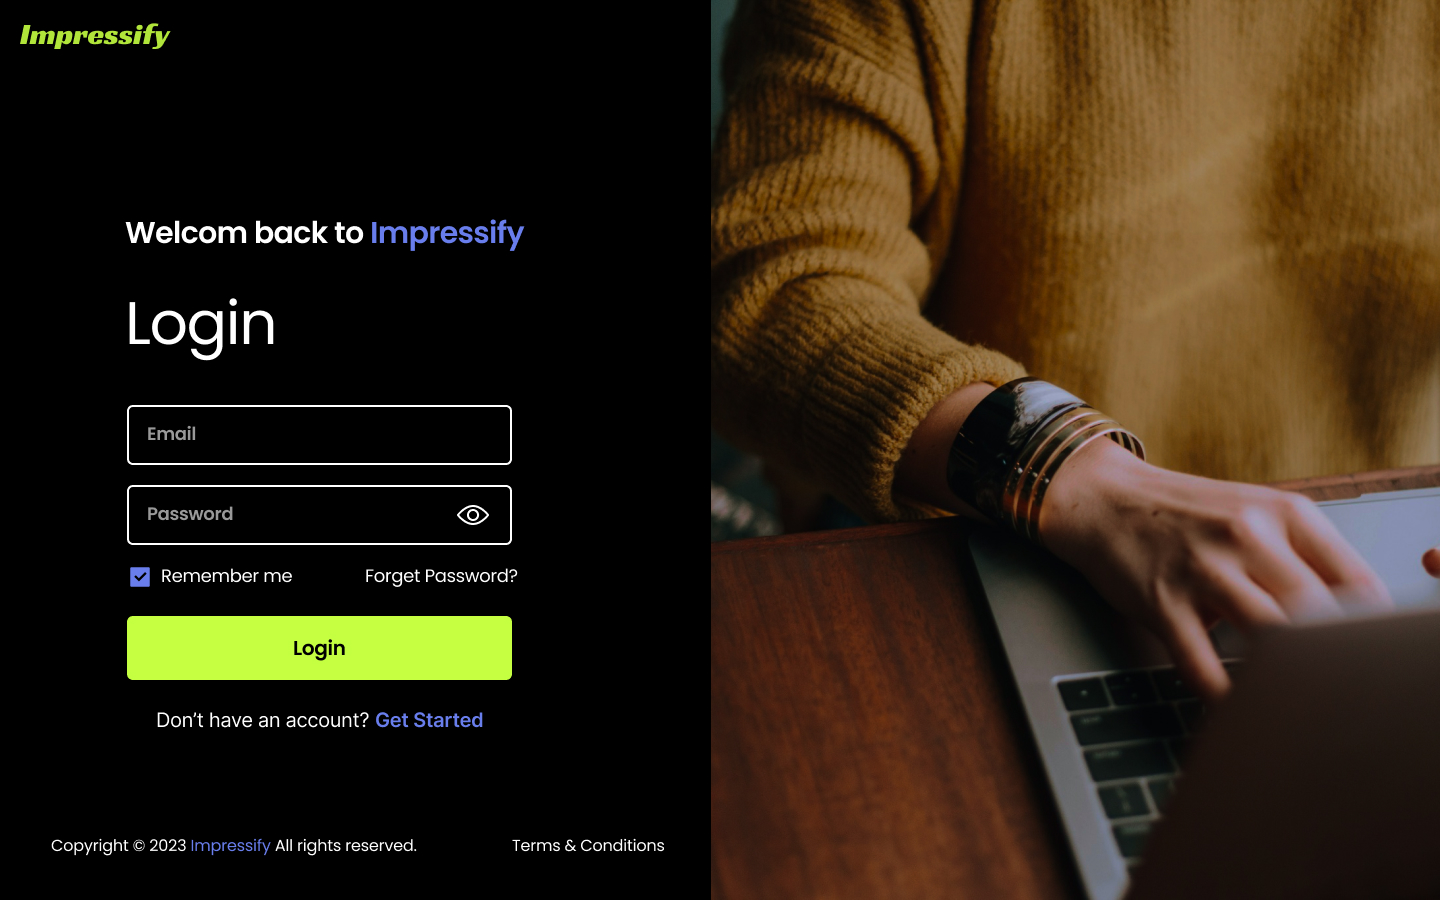 Impressify
Welcom back to Impressify
Login
Email
Password
Remember me
Forget Password?
Login
Don’t have an account? Get Started
Copyright © 2023 Impressify All rights reserved.
Terms & Conditions